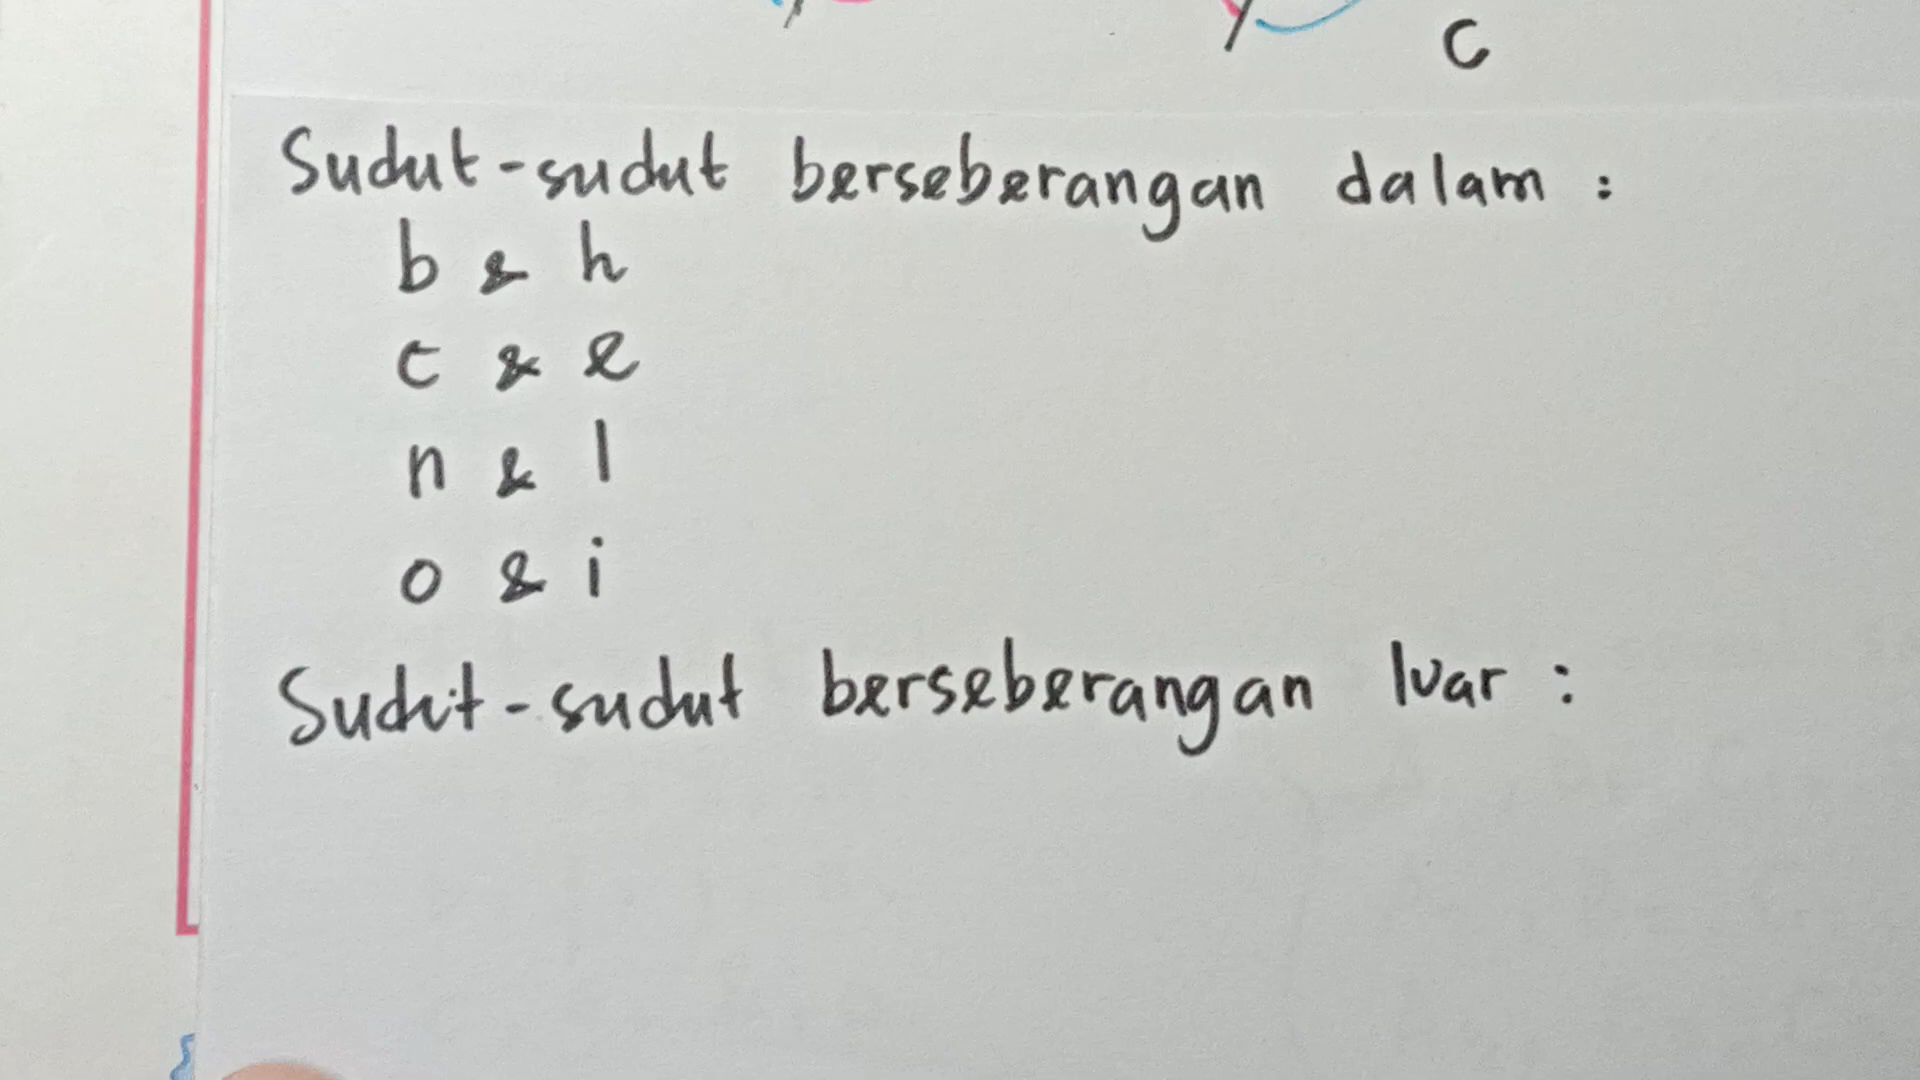 C
Sudut-sudut berseberangan dalam :
b & h
c & e
n & l
o & i
Sudut-sudut berseberangan luar :